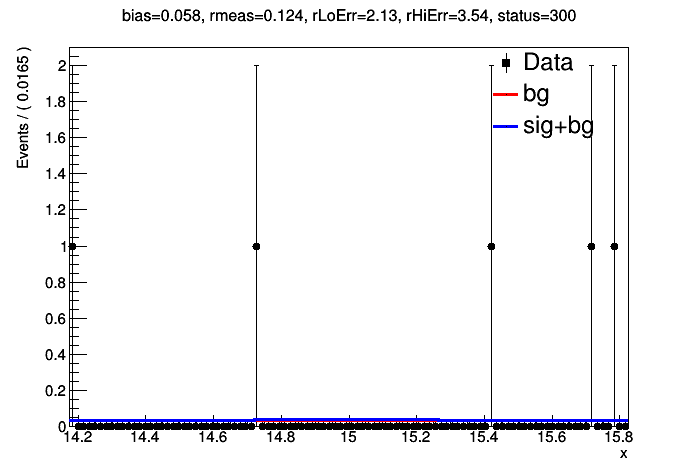 bias=0.058, rmeas=0.124, rLoErr=2.13, rHiErr=3.54, status=300
Events / ( 0.0165 )
2
1.8
1.6
1.4
1.2
1
0.8
0.6
0.4
0.2
0
Data
bg
sig+bg
14.2 14.4 14.6 14.8 15 15.2 15.4 15.6 15.8
x